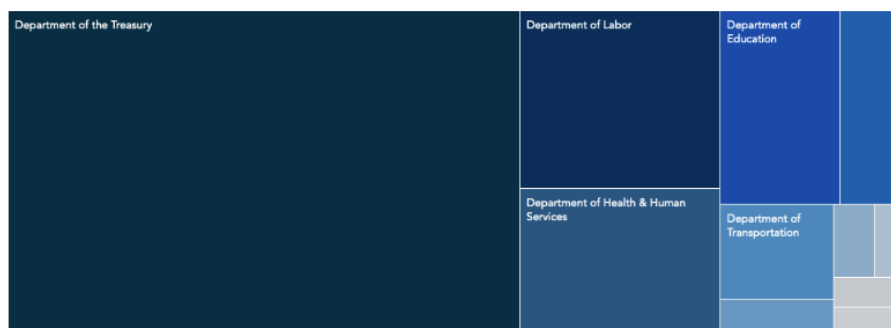 Department of the Treasury
Department of Labor
Department of
Education
Department of Health & Human
Services
Department of
Transportation